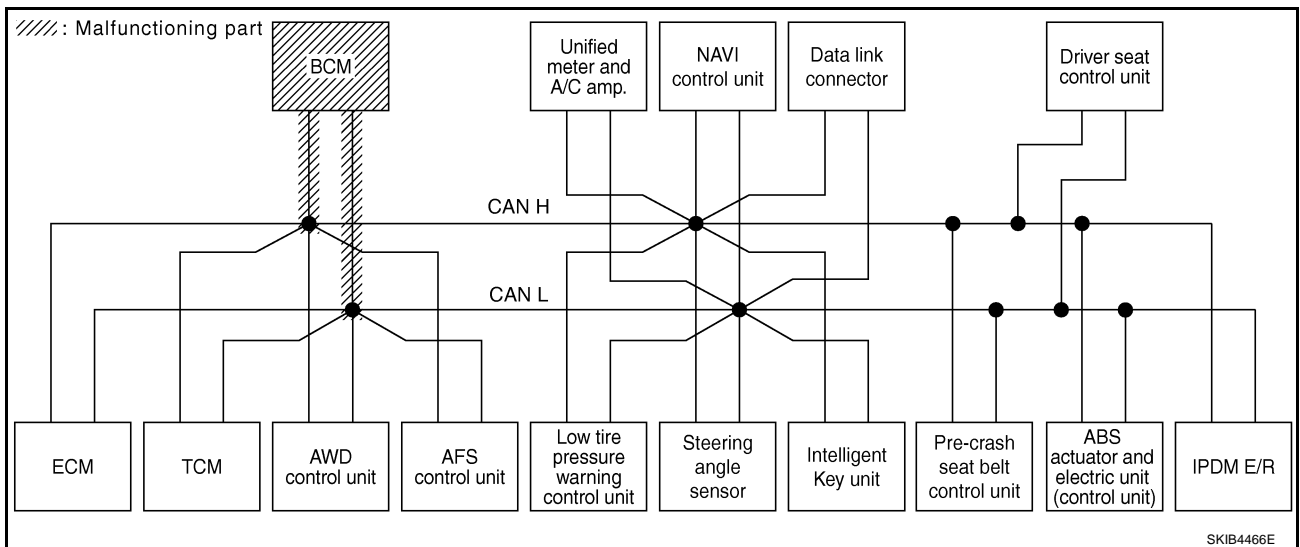 : Malfunctioning part
BCM
Unified
meter and
A/C amp.
NAVI
control unit
Data link
connector
Driver seat
control unit
CAN H
CAN L
ECM
TCM
AWD
control unit
AFS
control unit
Low tire
pressure
warning
control unit
Steering
angle
sensor
Intelligent
Key unit
Pre-crash
seat belt
control unit
ABS
actuator and
electric unit
(control unit)
IPDM E/R
SKIB4466E